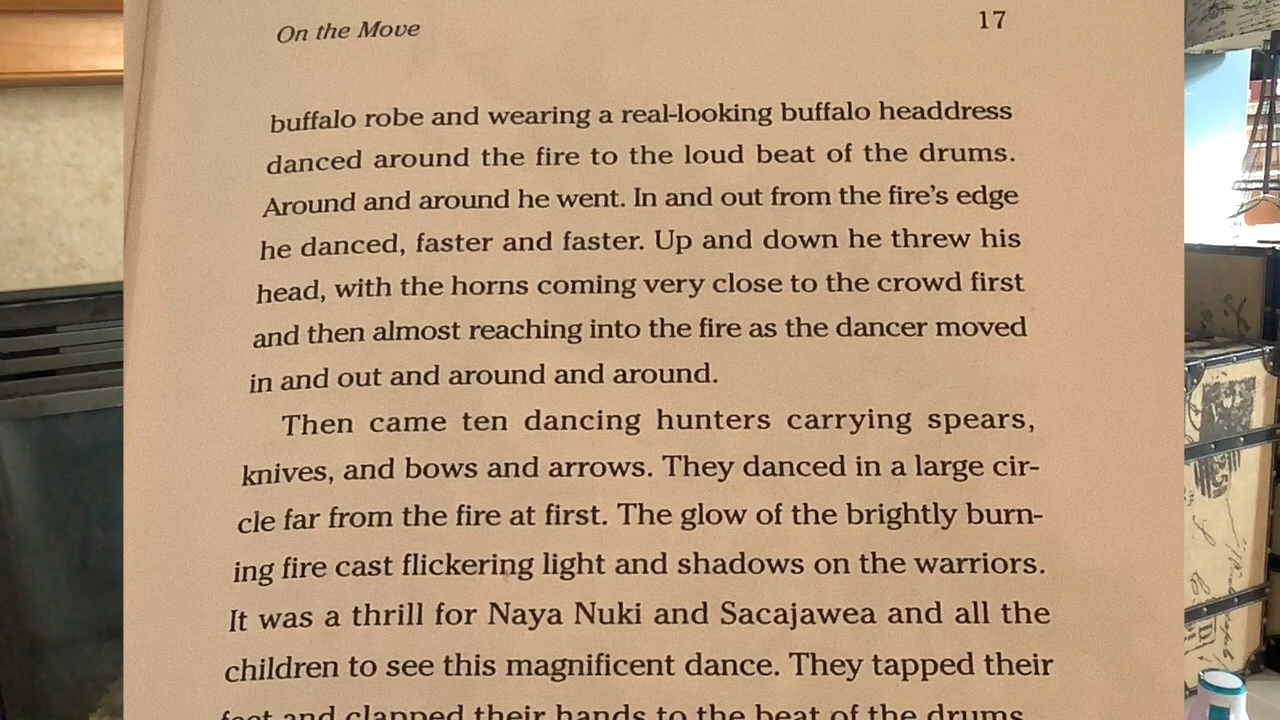 On the Move 17
buffalo robe and wearing a real-looking buffalo headdress
danced around the fire to the loud beat of the drums.
Around and around he went. In and out from the fire's edge
he danced, faster and faster. Up and down he threw his
head, with the horns coming very close to the crowd first
and then almost reaching into the fire as the dancer moved
in and out and around and around.
Then came ten dancing hunters carrying spears,
knives, and bows and arrows. They danced in a large cir-
cle far from the fire at first. The glow of the brightly burn-
ing fire cast flickering light and shadows on the warriors.
It was a thrill for Naya Nuki and Sacajawea and all the
children to see this magnificent dance. They tapped their
feet and clapped their hands to the beat of the drums